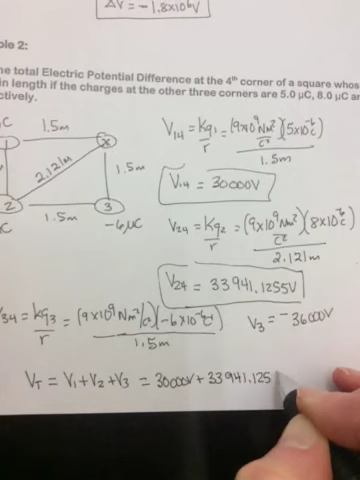 ΔV = -1.8x10⁶V
ple 2:
he total Electric Potential Difference at the 4th corner of a square whos
in length if the charges at the other three corners are 5.0 µC, 8.0 µC an
ctively.
C 1.5m x
2.121m 1.5m
2 1.5m 3
C -6µC
V14 = kq1/r = (9x10⁹Nm²/C²)(5x10⁻⁶C)/1.5m
V14 = 30000V
V24 = kq2/r = (9x10⁹Nm²/C²)(8x10⁻⁶C)/2.121m
V24 = 33941.1255V
V34 = kq3/r = (9x10⁹Nm²/C²)(-6x10⁻⁶C)/1.5m V3 = -36000V
VT = V1+V2+V3 = 30000V + 33941.125